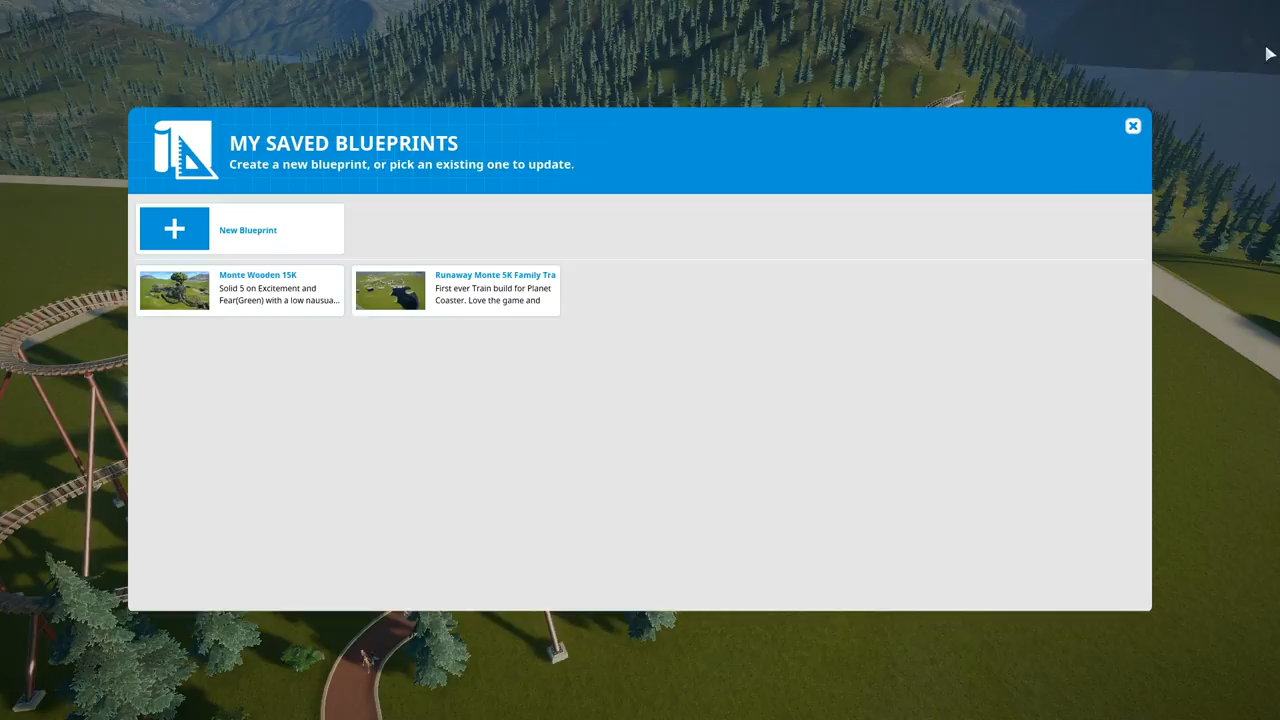 MY SAVED BLUEPRINTS
Create a new blueprint, or pick an existing one to update.
New Blueprint
Monte Wooden 15K
Solid 5 on Excitement and
Fear(Green) with a low nausua...
Runaway Monte 5K Family Tra
First ever Train build for Planet
Coaster. Love the game and